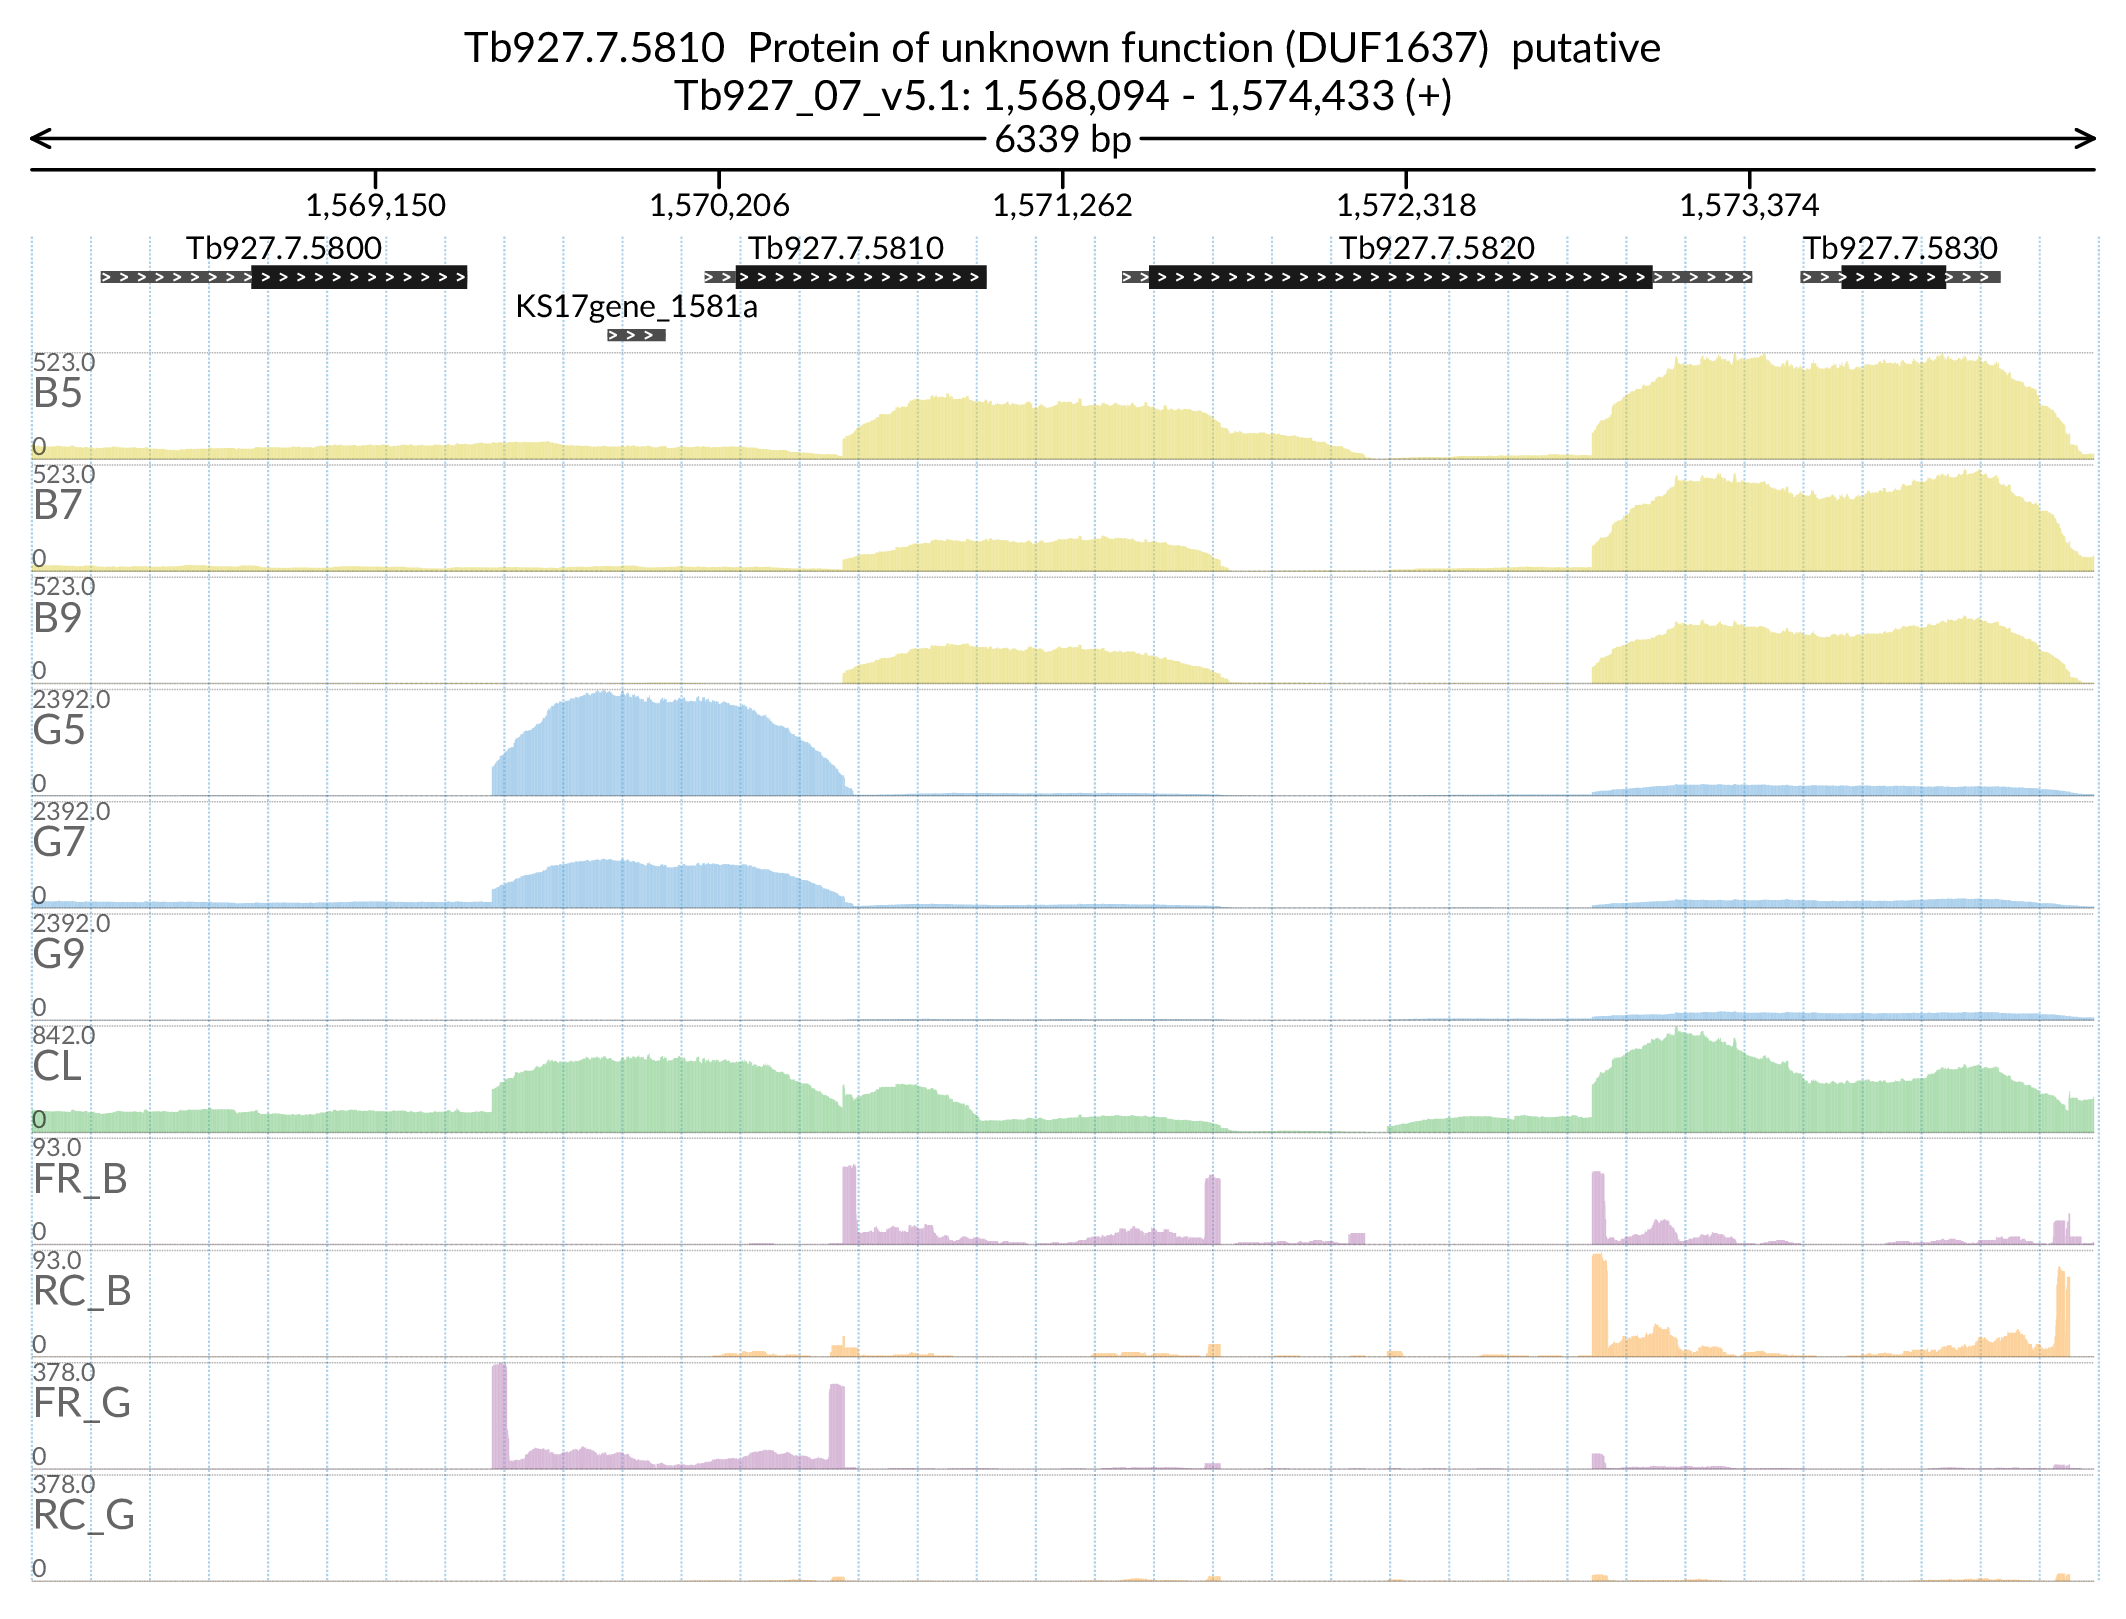 Tb927.7.5810 Protein of unknown function (DUF1637) putative
Tb927_07_v5.1: 1,568,094 - 1,574,433 (+)
6339 bp
1,569,150 1,570,206 1,571,262 1,572,318 1,573,374
Tb927.7.5800 Tb927.7.5810 Tb927.7.5820 Tb927.7.5830
KS17gene_1581a
523.0
B5
0
523.0
B7
0
523.0
B9
0
2392.0
G5
0
2392.0
G7
0
2392.0
G9
0
842.0
CL
0
93.0
FR_B
0
93.0
RC_B
0
378.0
FR_G
0
378.0
RC_G
0